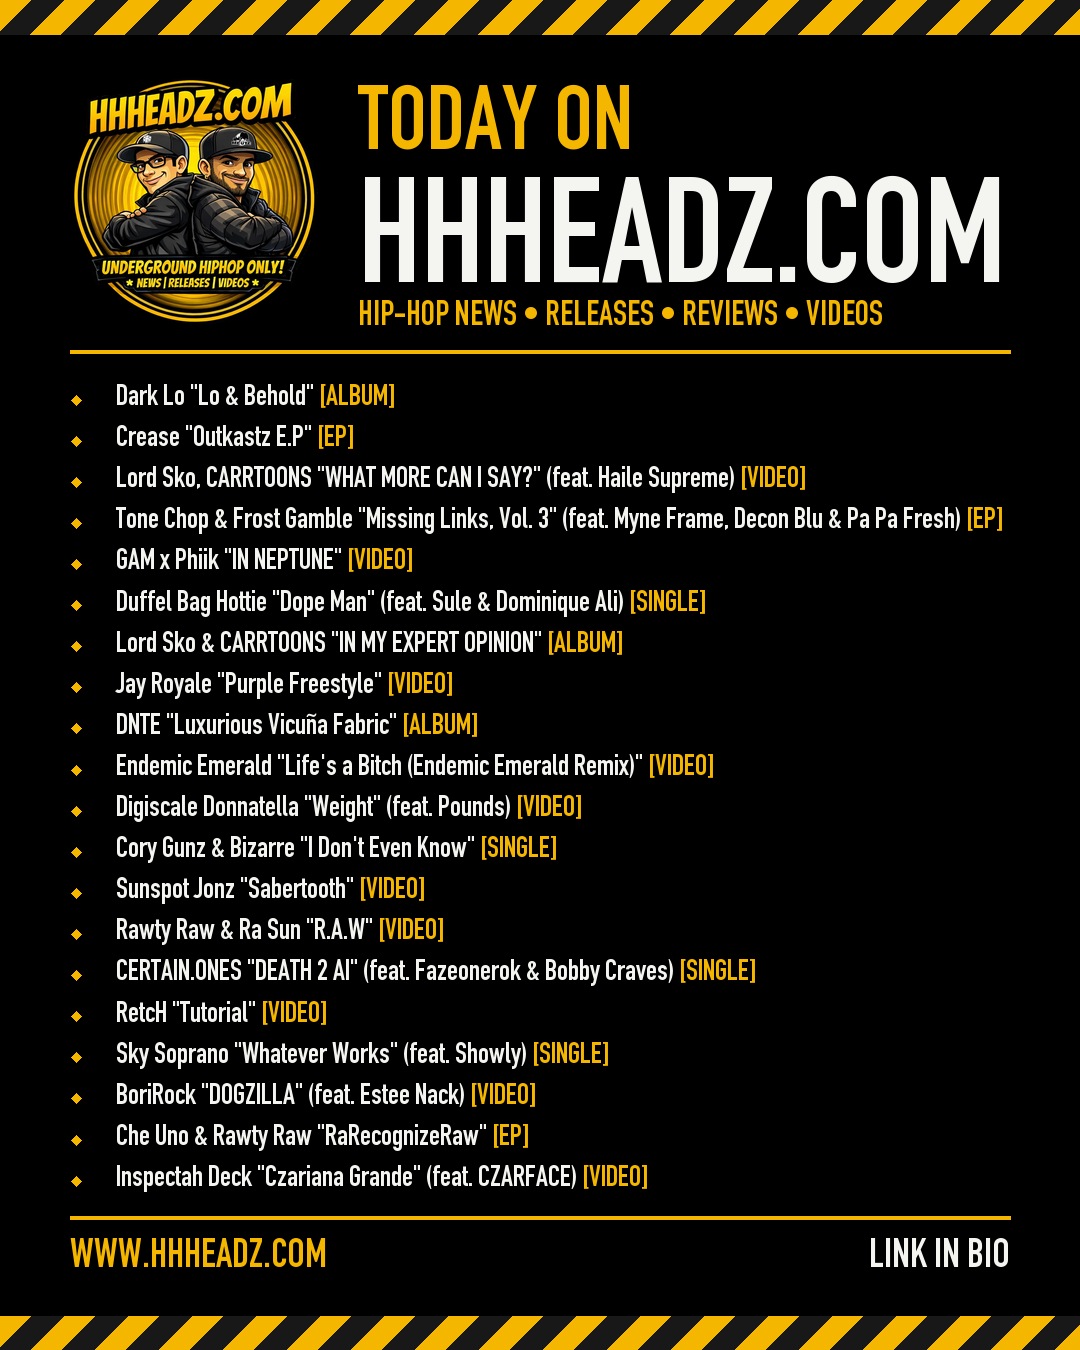 HHHEADZ.COM
UNDERGROUND HIPHOP ONLY!
★ NEWS | RELEASES | VIDEOS ★
TODAY ON
HHHEADZ.COM
HIP-HOP NEWS • RELEASES • REVIEWS • VIDEOS
Dark Lo "Lo & Behold" [ALBUM]
Crease "Outkastz E.P" [EP]
Lord Sko, CARRTOONS "WHAT MORE CAN I SAY?" (feat. Haile Supreme) [VIDEO]
Tone Chop & Frost Gamble "Missing Links, Vol. 3" (feat. Myne Frame, Decon Blu & Pa Pa Fresh) [EP]
GAM x Phiik "IN NEPTUNE" [VIDEO]
Duffel Bag Hottie "Dope Man" (feat. Sule & Dominique Ali) [SINGLE]
Lord Sko & CARRTOONS "IN MY EXPERT OPINION" [ALBUM]
Jay Royale "Purple Freestyle" [VIDEO]
DNTE "Luxurious Vicuña Fabric" [ALBUM]
Endemic Emerald "Life's a Bitch (Endemic Emerald Remix)" [VIDEO]
Digiscale Donnatella "Weight" (feat. Pounds) [VIDEO]
Cory Gunz & Bizarre "I Don't Even Know" [SINGLE]
Sunspot Jonz "Sabertooth" [VIDEO]
Rawty Raw & Ra Sun "R.A.W" [VIDEO]
CERTAIN.ONES "DEATH 2 AI" (feat. Fazeonerok & Bobby Craves) [SINGLE]
RetcH "Tutorial" [VIDEO]
Sky Soprano "Whatever Works" (feat. Showly) [SINGLE]
BoriRock "DOGZILLA" (feat. Estee Nack) [VIDEO]
Che Uno & Rawty Raw "RaRecognizeRaw" [EP]
Inspectah Deck "Czariana Grande" (feat. CZARFACE) [VIDEO]
WWW.HHHEADZ.COM
LINK IN BIO